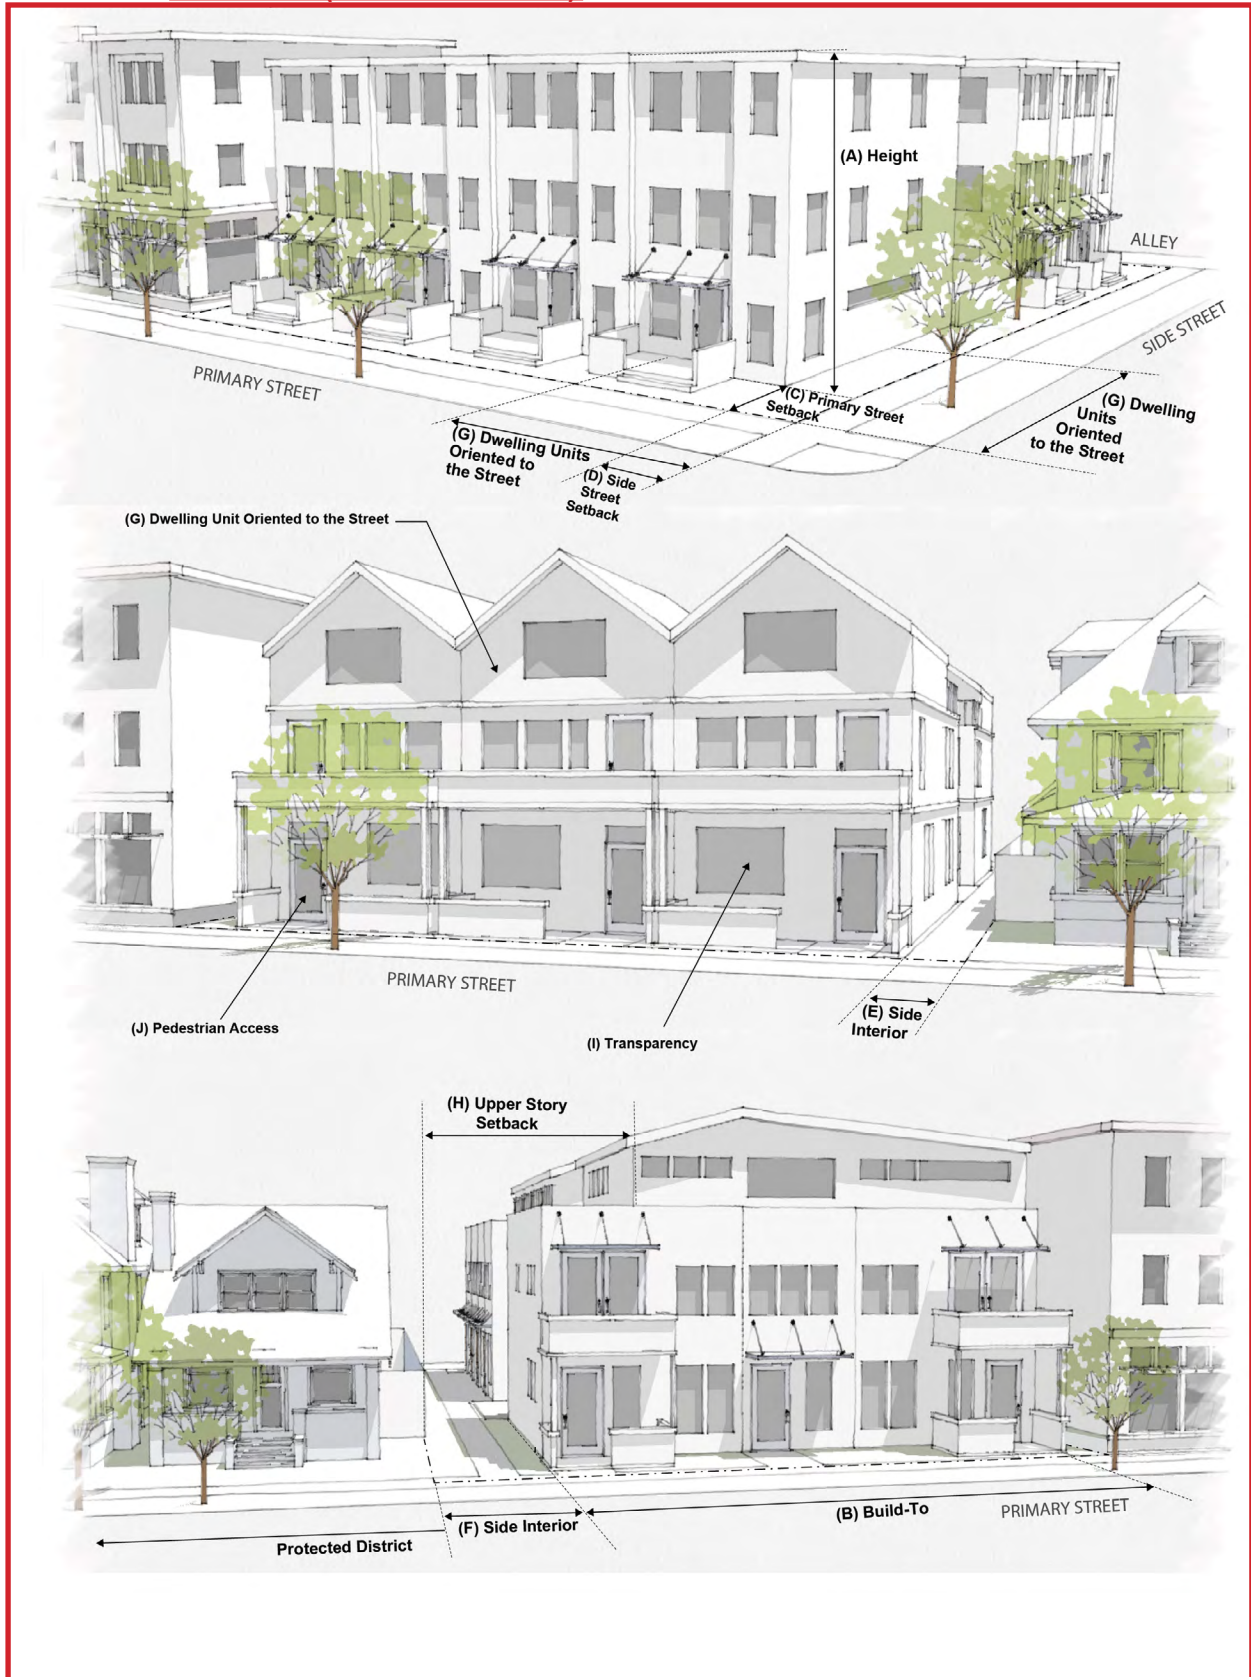 (A) Height
ALLEY
SIDE STREET
PRIMARY STREET
(C) Primary Street
Setback
(G) Dwelling
Units
Oriented
to the Street
(G) Dwelling Units
Oriented to
the Street
(D) Side
Street
Setback
(G) Dwelling Unit Oriented to the Street
PRIMARY STREET
(J) Pedestrian Access
(I) Transparency
(E) Side
Interior
(H) Upper Story
Setback
(F) Side Interior
(B) Build-To
PRIMARY STREET
Protected District